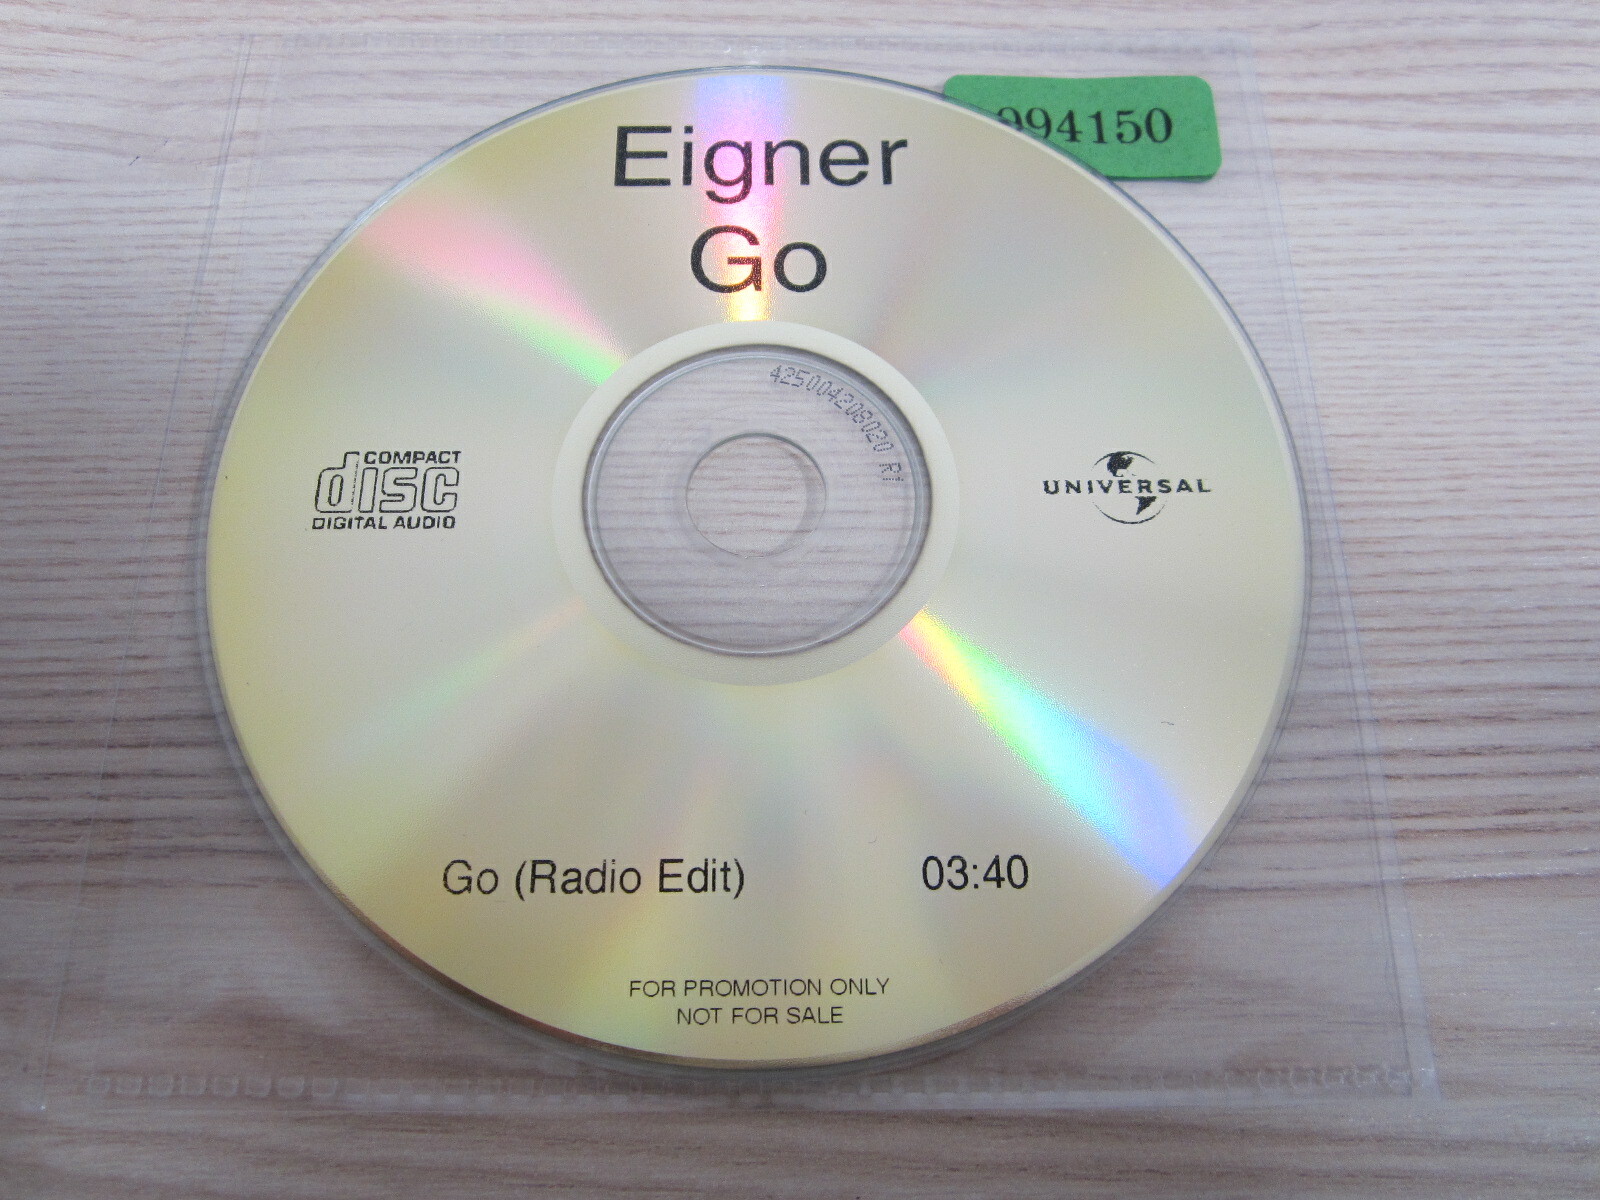 Eigner
Go
994150
425004208020 R1
COMPACT
disc
DIGITAL AUDIO
UNIVERSAL
Go (Radio Edit) 03:40
FOR PROMOTION ONLY
NOT FOR SALE